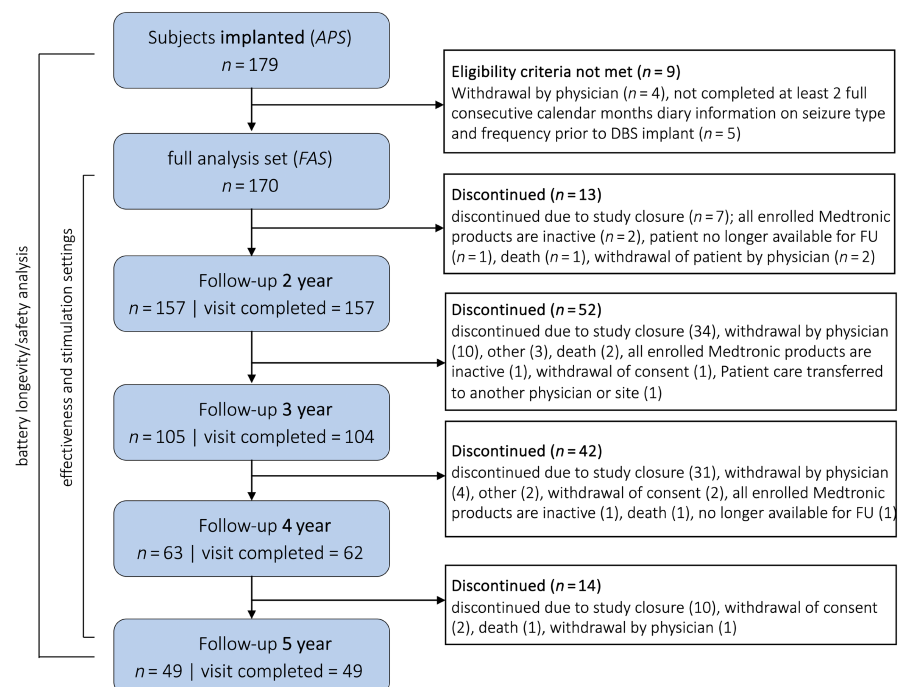 Subjects implanted (APS)
n = 179
Eligibility criteria not met (n = 9)
Withdrawal by physician (n = 4), not completed at least 2 full
consecutive calendar months diary information on seizure type
and frequency prior to DBS implant (n = 5)
full analysis set (FAS)
n = 170
Discontinued (n = 13)
discontinued due to study closure (n = 7); all enrolled Medtronic
products are inactive (n = 2), patient no longer available for FU
(n = 1), death (n = 1), withdrawal of patient by physician (n = 2)
Follow-up 2 year
n = 157 | visit completed = 157
Discontinued (n = 52)
discontinued due to study closure (34), withdrawal by physician
(10), other (3), death (2), all enrolled Medtronic products are
inactive (1), withdrawal of consent (1), Patient care transferred
to another physician or site (1)
Follow-up 3 year
n = 105 | visit completed = 104
Discontinued (n = 42)
discontinued due to study closure (31), withdrawal by physician
(4), other (2), withdrawal of consent (2), all enrolled Medtronic
products are inactive (1), death (1), no longer available for FU (1)
Follow-up 4 year
n = 63 | visit completed = 62
Discontinued (n = 14)
discontinued due to study closure (10), withdrawal of consent
(2), death (1), withdrawal by physician (1)
Follow-up 5 year
n = 49 | visit completed = 49
battery longevity/safety analysis
effectiveness and stimulation settings